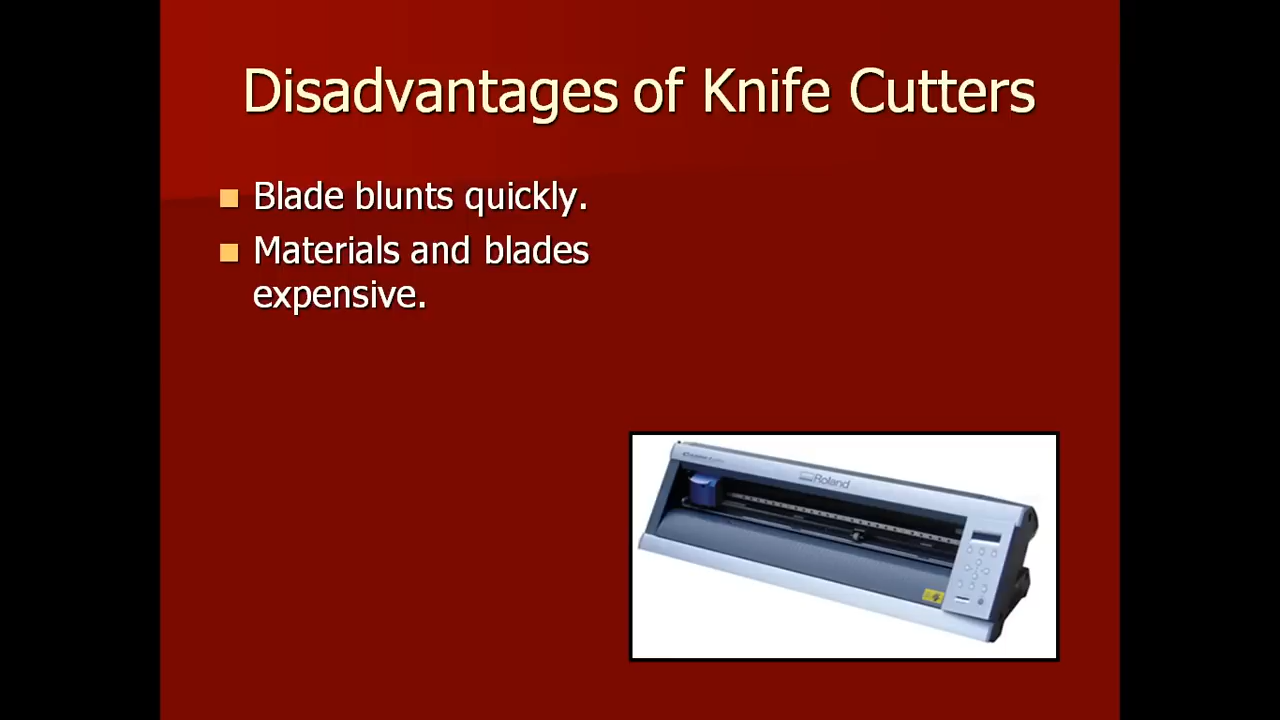 Disadvantages of Knife Cutters
Blade blunts quickly.
Materials and blades
expensive.
Roland